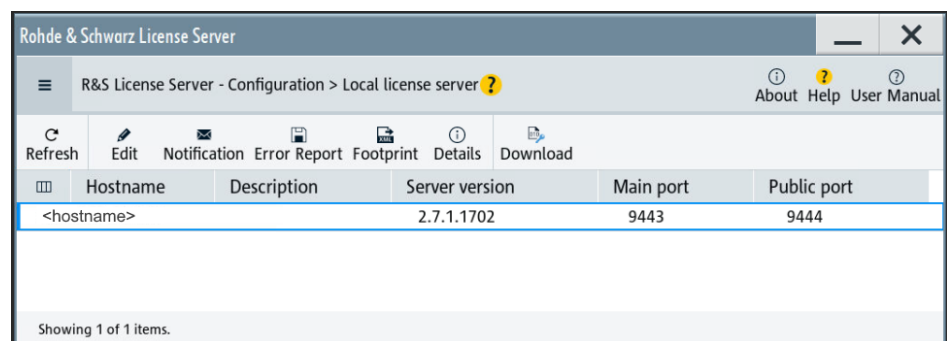 Rohde & Schwarz License Server
R&S License Server - Configuration > Local license server ?
About Help User Manual
Refresh Edit Notification Error Report Footprint Details Download
Hostname Description Server version Main port Public port
<hostname> 2.7.1.1702 9443 9444
Showing 1 of 1 items.